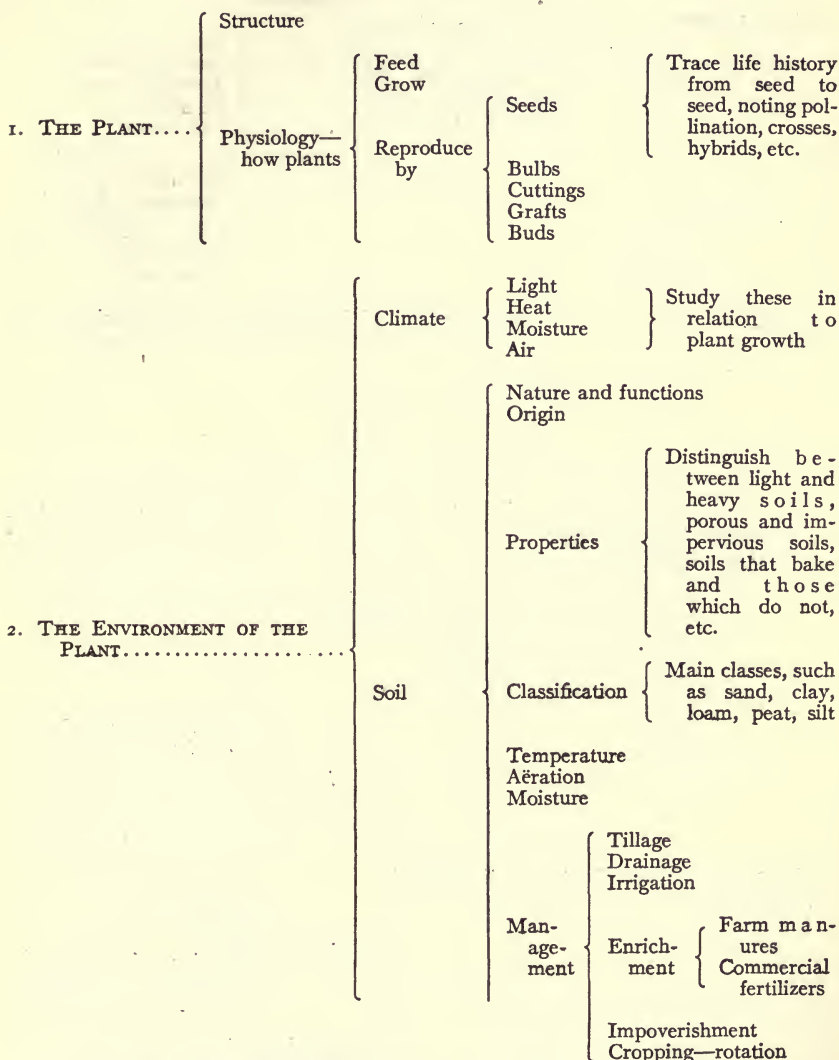 Structure
1. THE PLANT....
Physiology—
how plants
Feed
Grow
Reproduce
by
Seeds
Trace life history
from seed to
seed, noting pol-
lination, crosses,
hybrids, etc.
Bulbs
Cuttings
Grafts
Buds
2. THE ENVIRONMENT OF THE
PLANT......................
Climate
Light
Heat
Moisture
Air
Study these in
relation to
plant growth
Soil
Nature and functions
Origin
Properties
Distinguish be-
tween light and
heavy soils,
porous and im-
pervious soils,
soils that bake
and those
which do not,
etc.
Classification
Main classes, such
as sand, clay,
loam, peat, silt
Temperature
Aëration
Moisture
Man-
age-
ment
Tillage
Drainage
Irrigation
Enrich-
ment
Farm man-
ures
Commercial
fertilizers
Impoverishment
Cropping—rotation